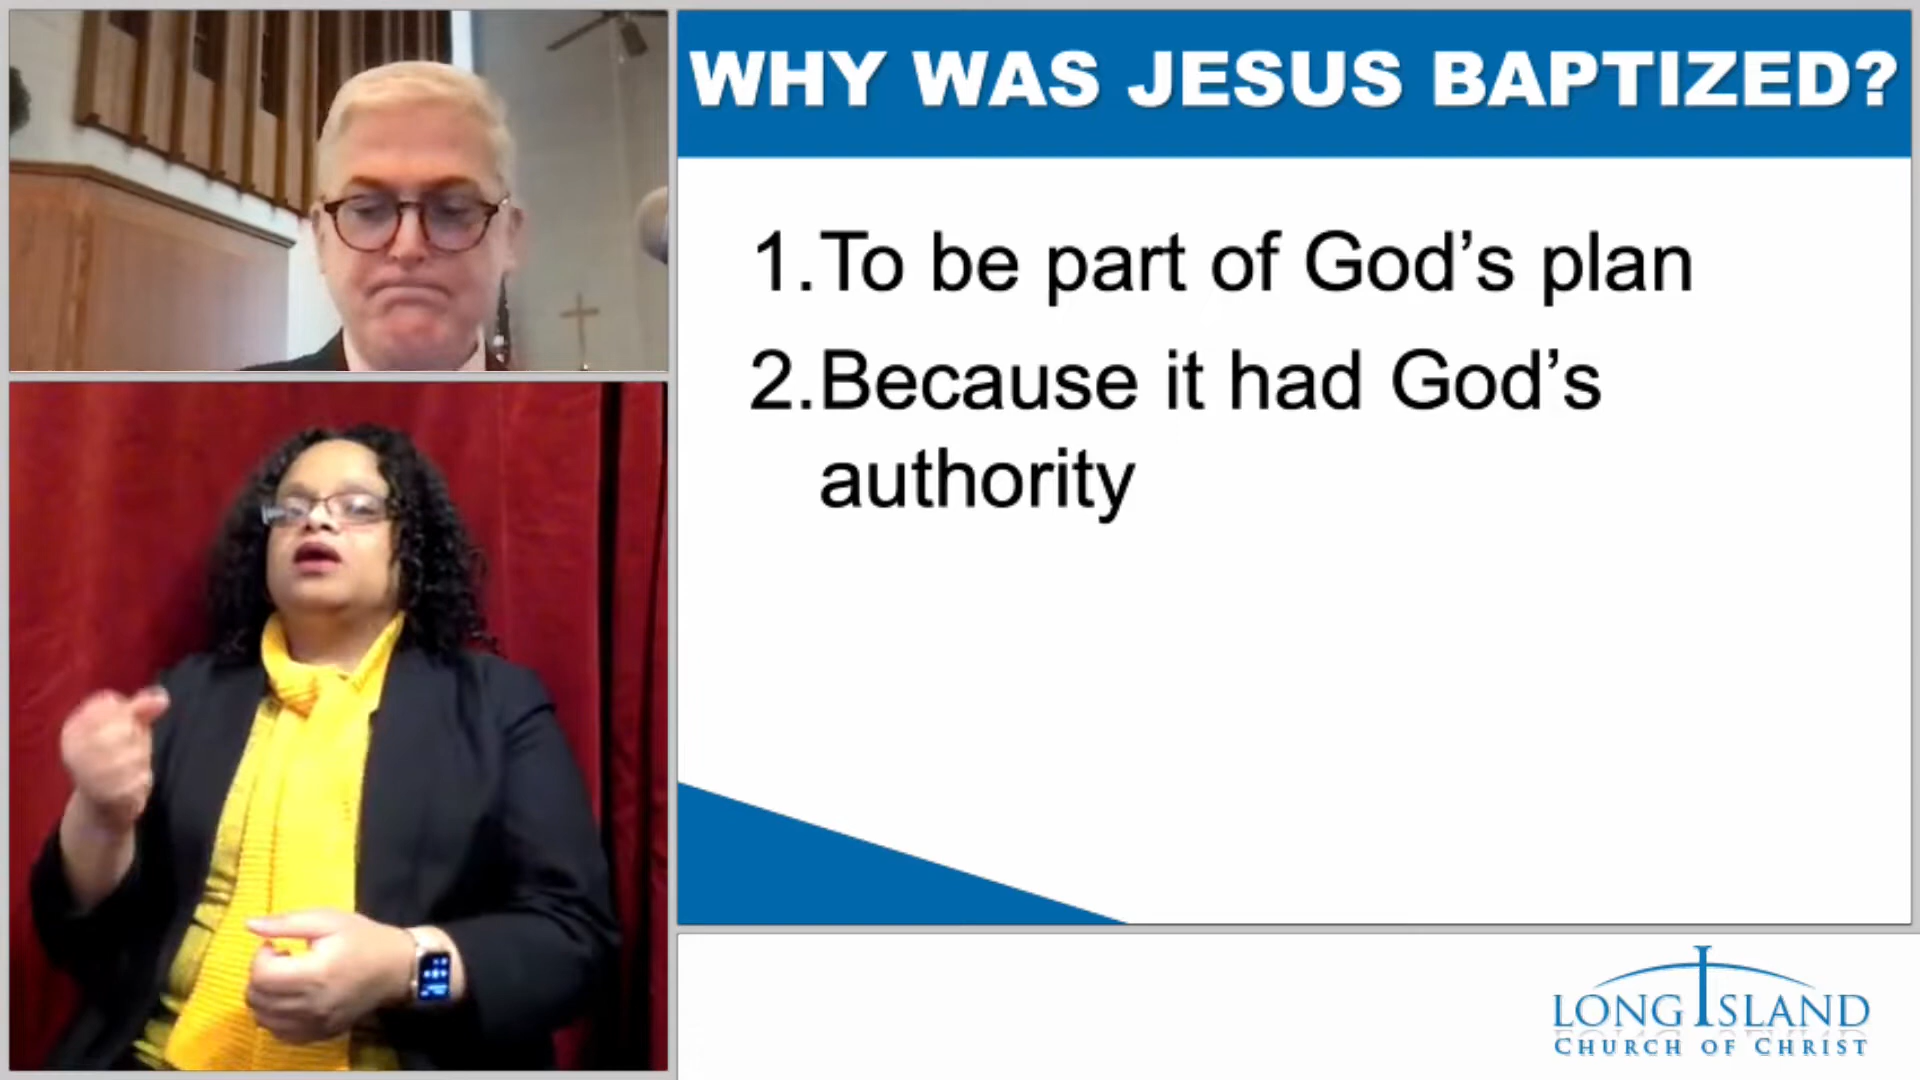 WHY WAS JESUS BAPTIZED?
1.To be part of God’s plan
2.Because it had God’s
authority
LONG ISLAND
CHURCH OF CHRIST